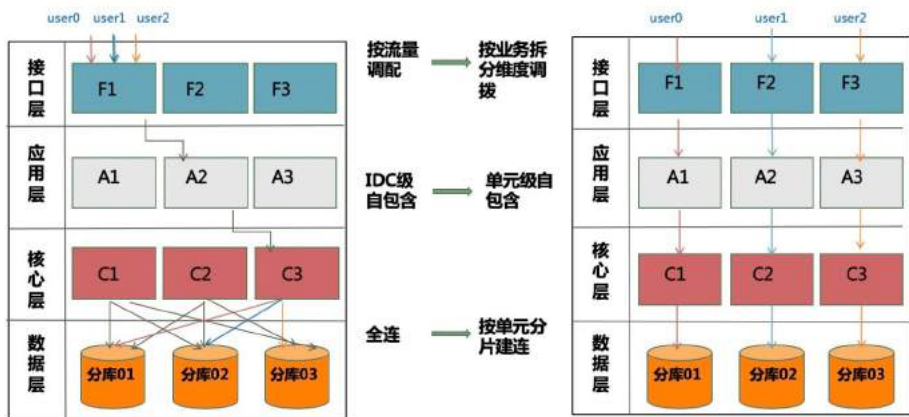 user0 user1 user2
接口层
F1 F2 F3
应用层
A1 A2 A3
核心层
C1 C2 C3
数据层
分库01 分库02 分库03
按流量
调配
按业务拆
分维度调
拨
IDC级
自包含
单元级自
包含
全连
按单元分
片建连
user0 user1 user2
接口层
F1 F2 F3
应用层
A1 A2 A3
核心层
C1 C2 C3
数据层
分库01 分库02 分库03